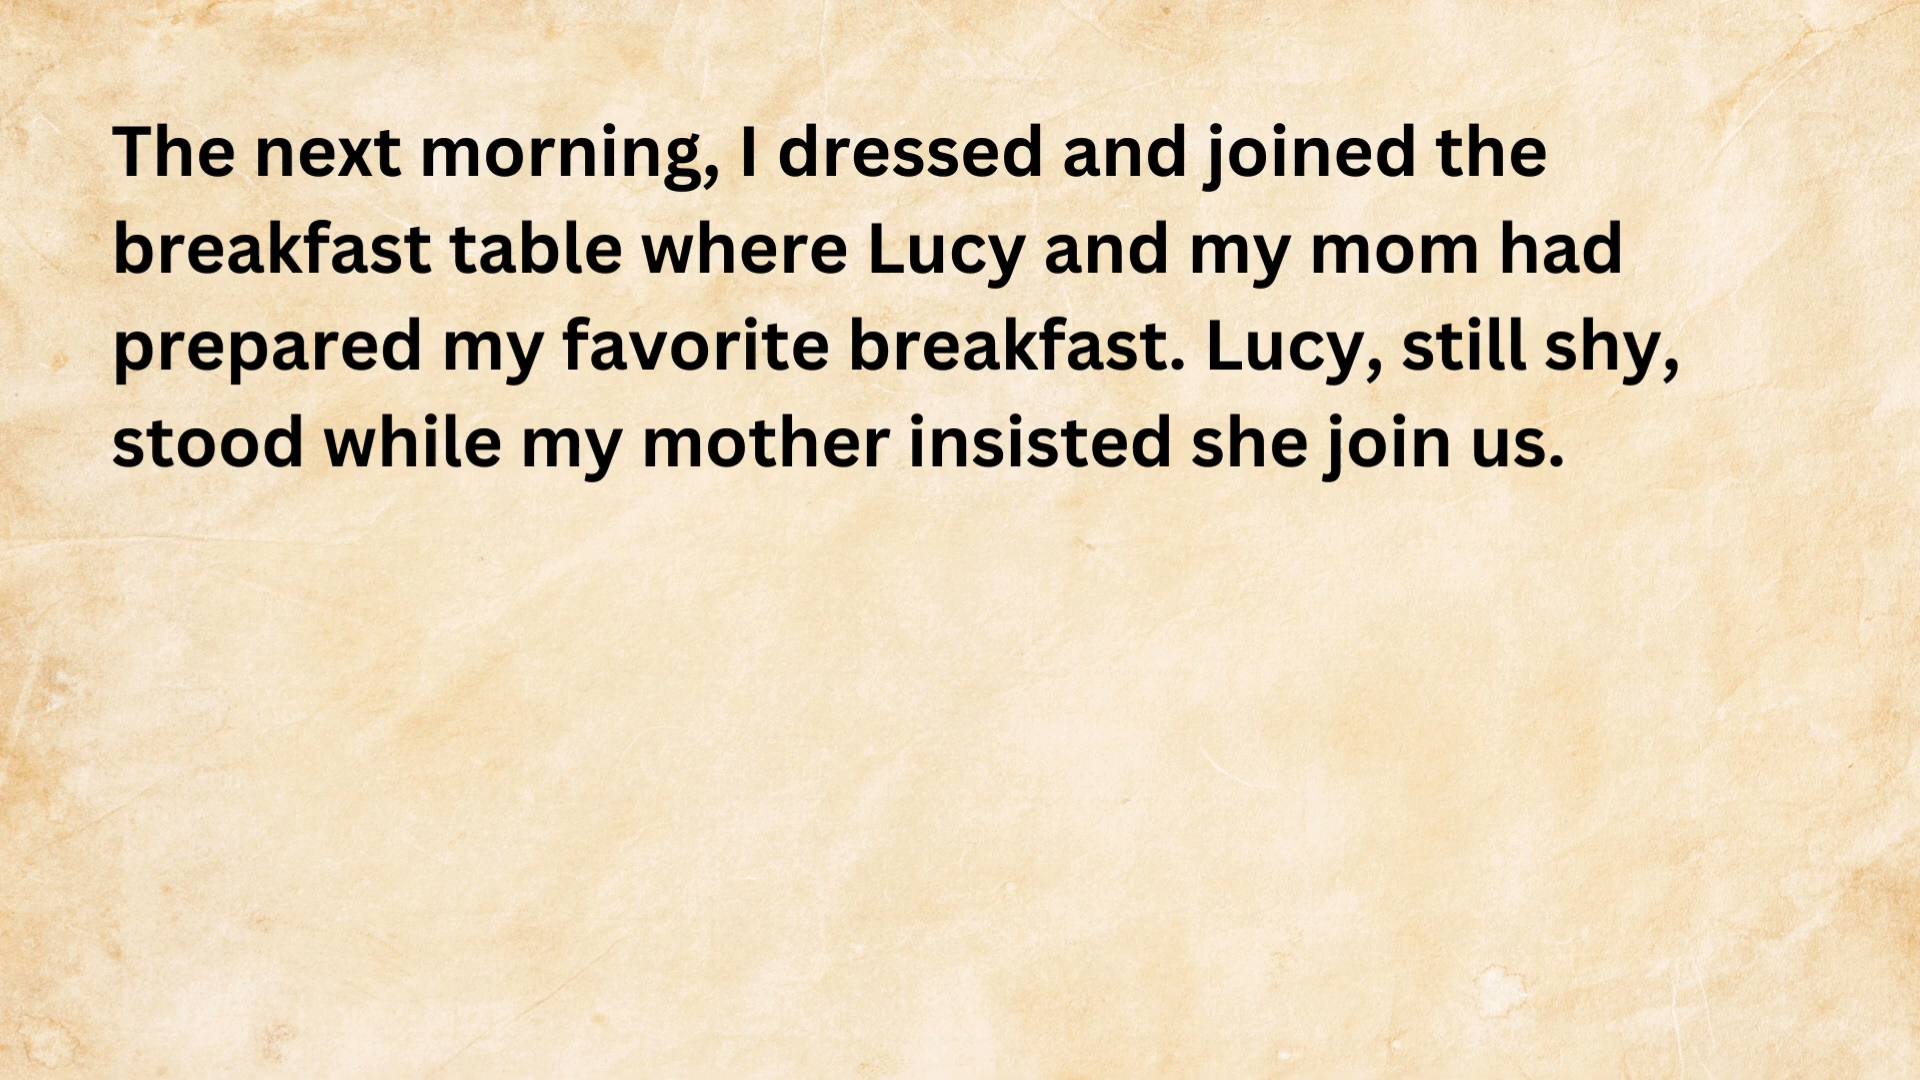 The next morning, I dressed and joined the
breakfast table where Lucy and my mom had
prepared my favorite breakfast. Lucy, still shy,
stood while my mother insisted she join us.